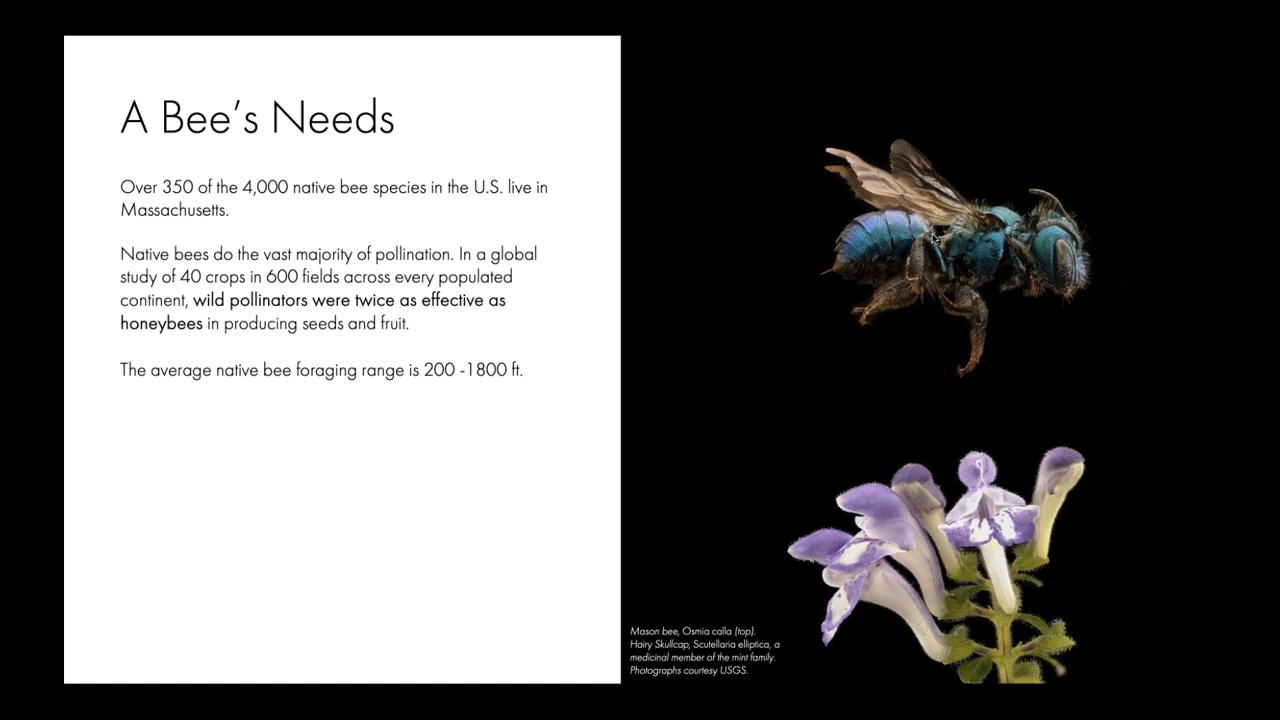 A Bee’s Needs
Over 350 of the 4,000 native bee species in the U.S. live in
Massachusetts.
Native bees do the vast majority of pollination. In a global
study of 40 crops in 600 fields across every populated
continent, wild pollinators were twice as effective as
honeybees in producing seeds and fruit.
The average native bee foraging range is 200 -1800 ft.
Mason bee, Osmia calla (top).
Hairy Skullcap, Scutellaria elliptica, a
medicinal member of the mint family.
Photographs courtesy USGS.